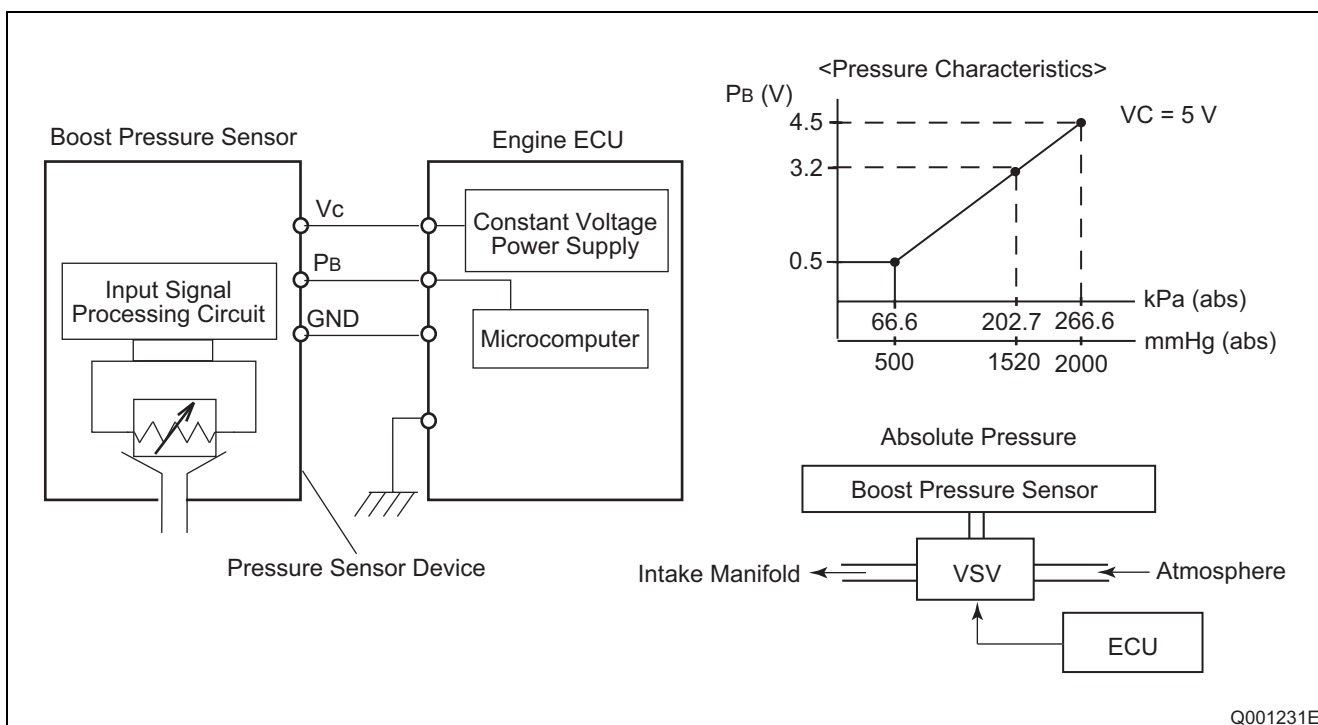 Boost Pressure Sensor
Engine ECU
Vc
PB
GND
Input Signal
Processing Circuit
Constant Voltage
Power Supply
Microcomputer
Pressure Sensor Device
<Pressure Characteristics>
PB (V)
VC = 5 V
4.5
3.2
0.5
kPa (abs)
66.6 202.7 266.6
mmHg (abs)
500 1520 2000
Absolute Pressure
Boost Pressure Sensor
Intake Manifold
VSV
Atmosphere
ECU
Q001231E